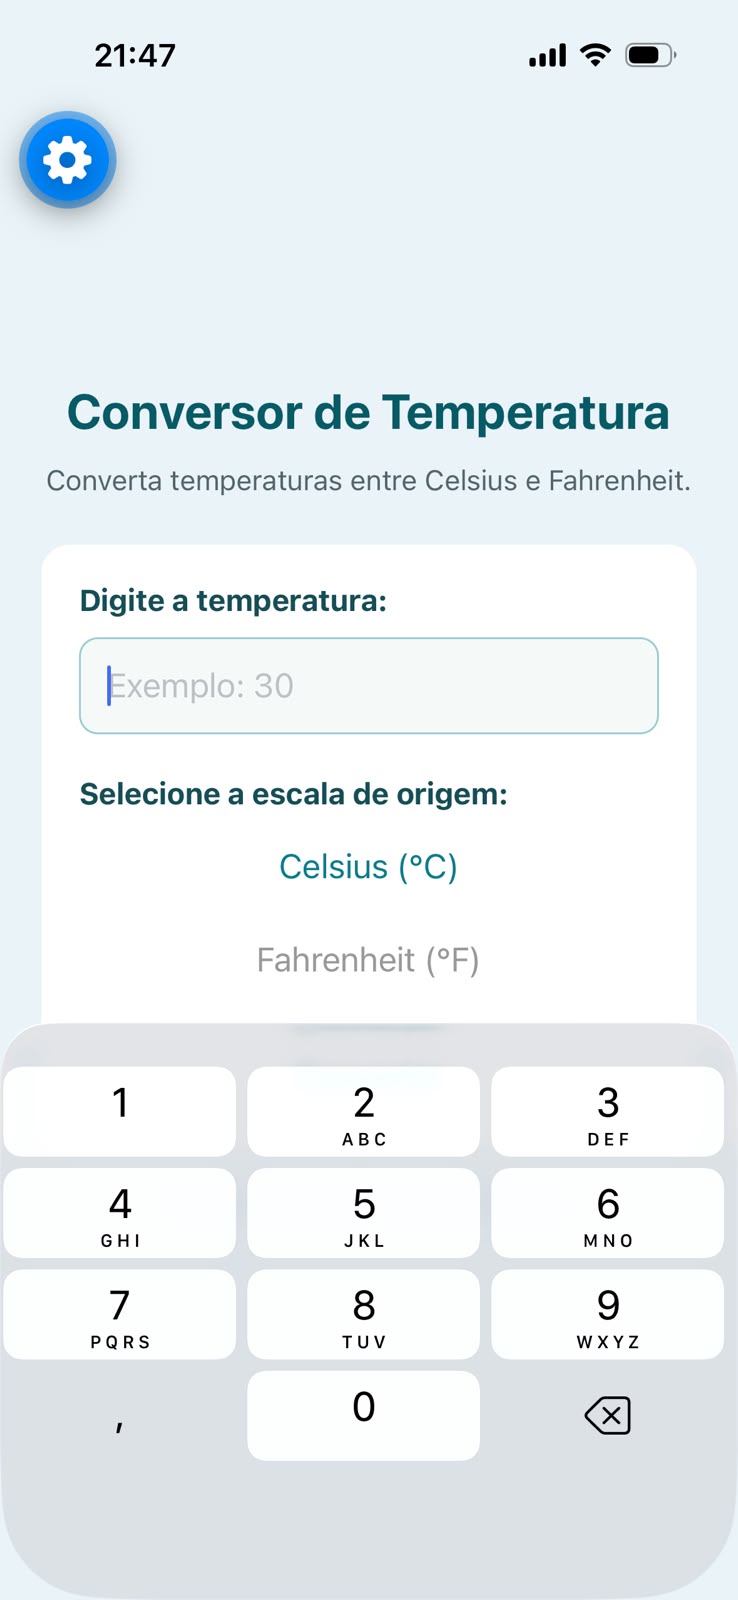 21:47
Conversor de Temperatura
Converta temperaturas entre Celsius e Fahrenheit.
Digite a temperatura:
Exemplo: 30
Selecione a escala de origem:
Celsius (°C)
Fahrenheit (°F)
1 2 3
ABC DEF
4 5 6
GHI JKL MNO
7 8 9
PQRS TUV WXYZ
, 0